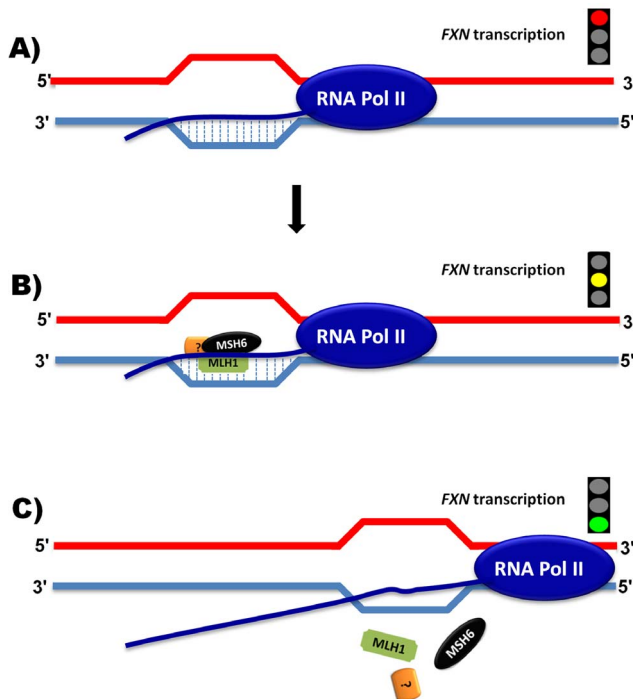 FXN transcription
A)
5'
3
RNA Pol II
3'
5'
FXN transcription
B)
5'
3
RNA Pol II
?
MSH6
3'
MLH1
5'
FXN transcription
C)
5'
3'
RNA Pol II
3'
5'
MLH1
MSH6
?